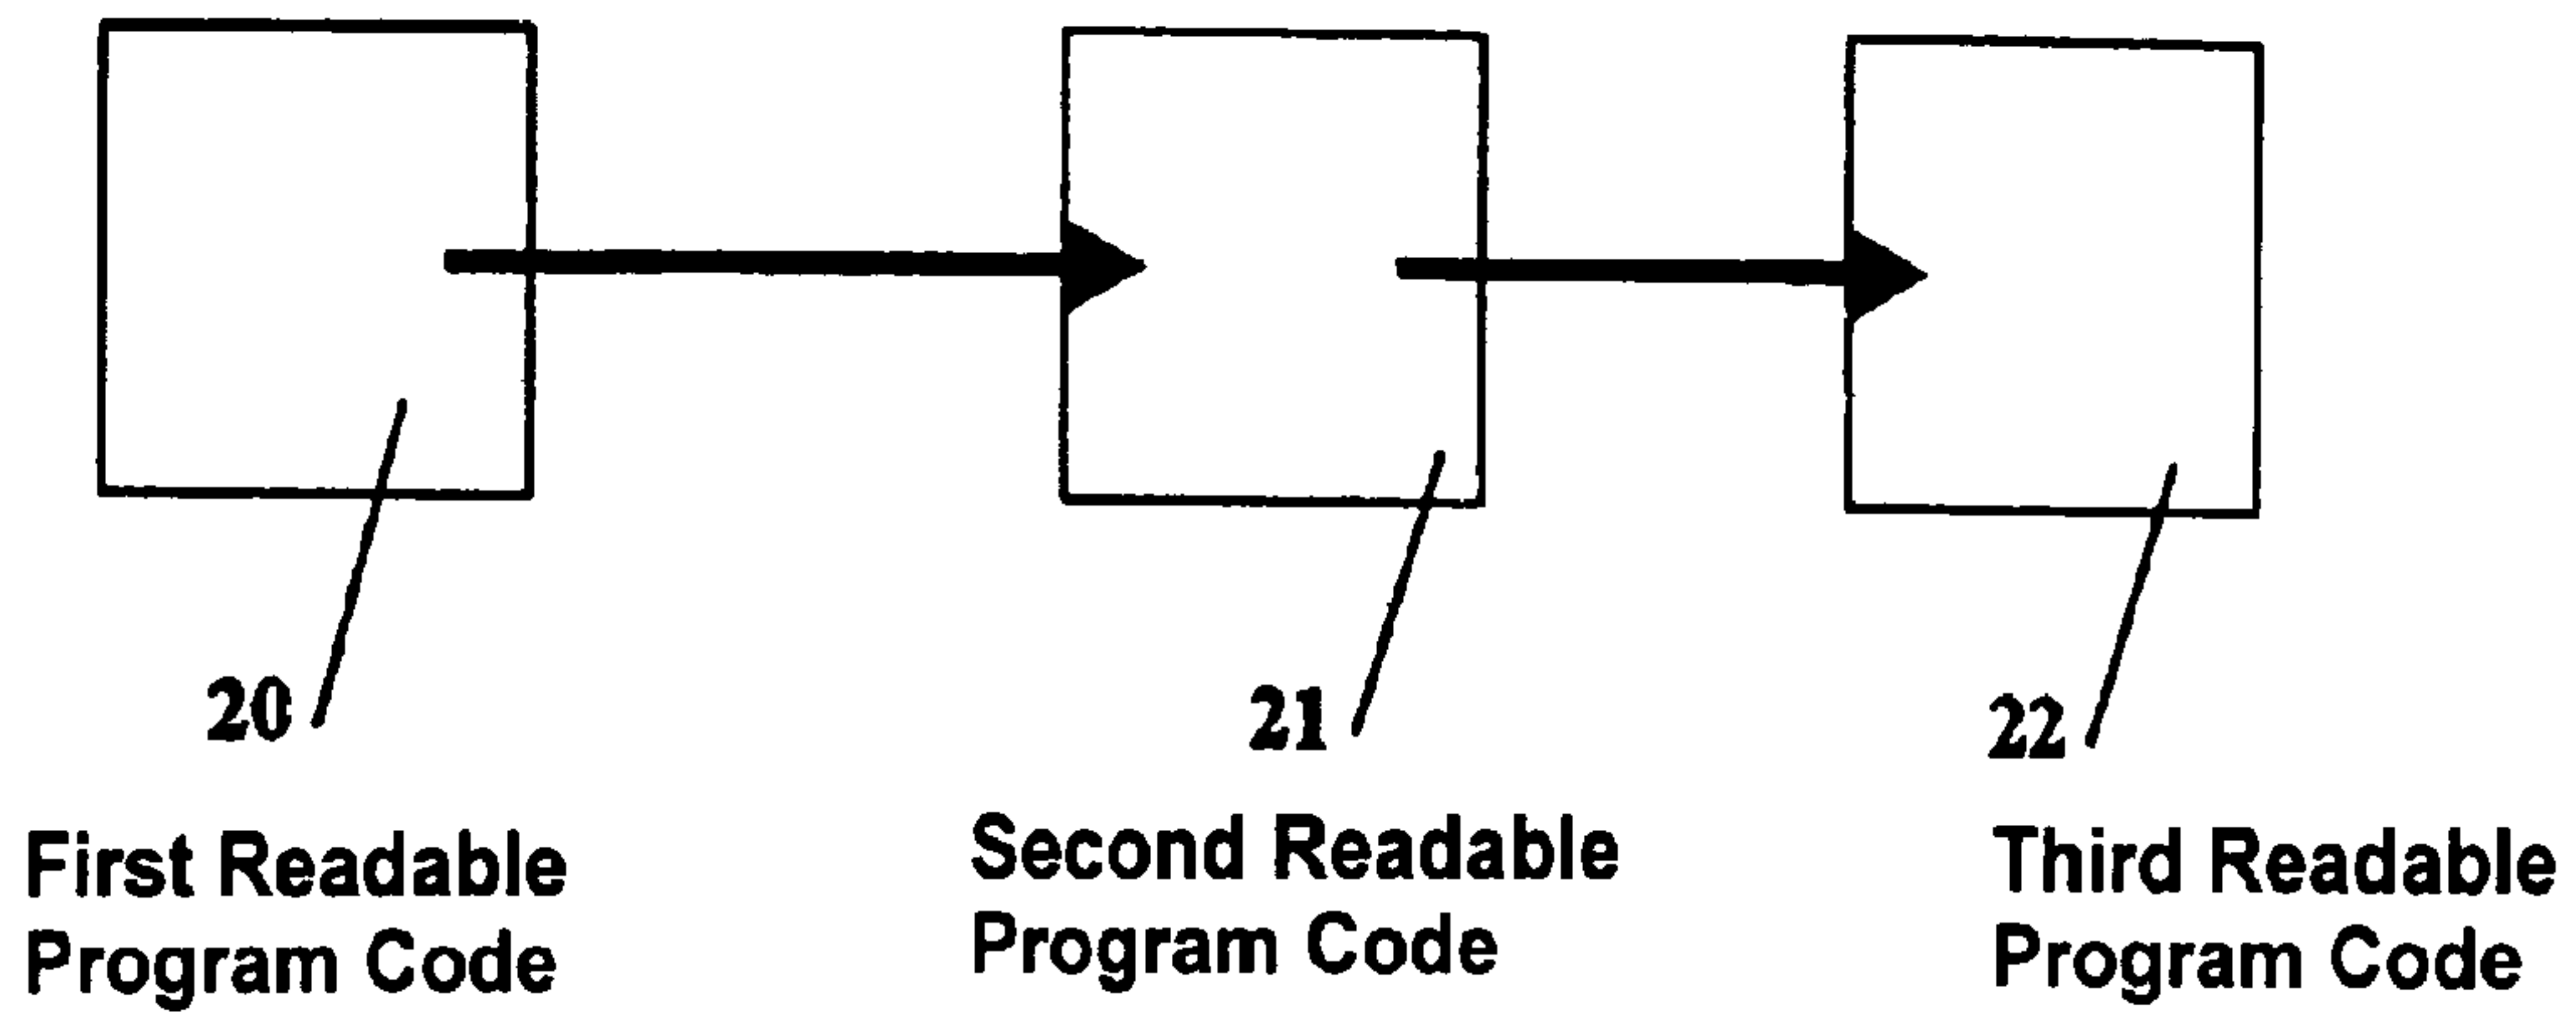 20
21
22
First Readable
Program Code
Second Readable
Program Code
Third Readable
Program Code